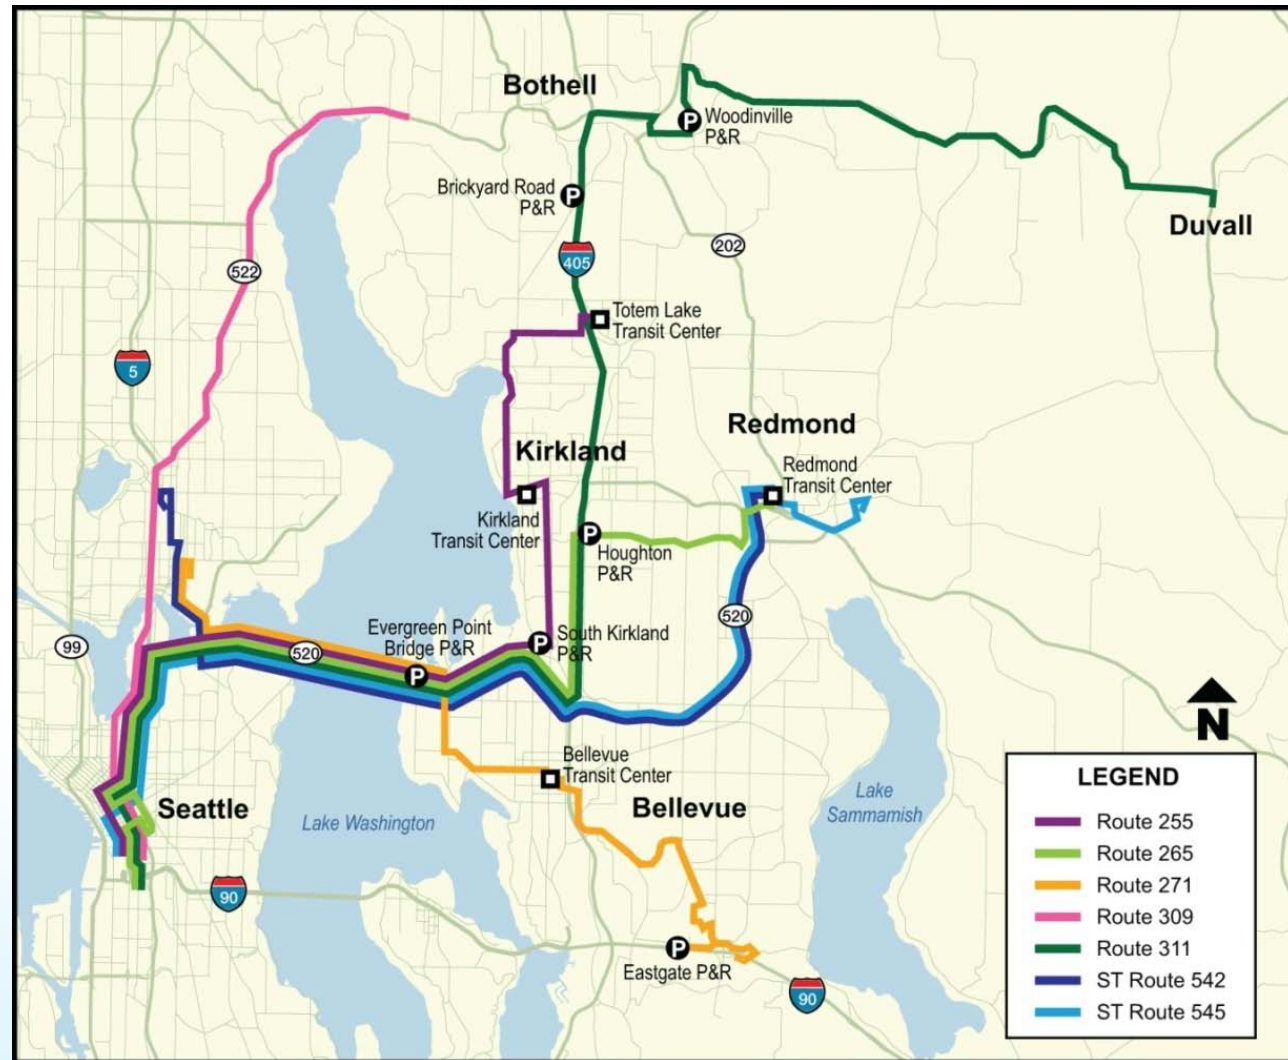 Bothell
Woodinville
P&R
P
Brickyard Road
P&R
P
Duvall
202
405
522
Totem Lake
Transit Center
5
Redmond
Kirkland
Redmond
Transit Center
Kirkland
Transit Center
P
Houghton
P&R
520
Evergreen Point
Bridge P&R
P
South Kirkland
P&R
P
99
520
N
Bellevue
Transit Center
Seattle
Lake Washington
Bellevue
Lake
Sammamish
90
P
Eastgate P&R
90
LEGEND
Route 255
Route 265
Route 271
Route 309
Route 311
ST Route 542
ST Route 545